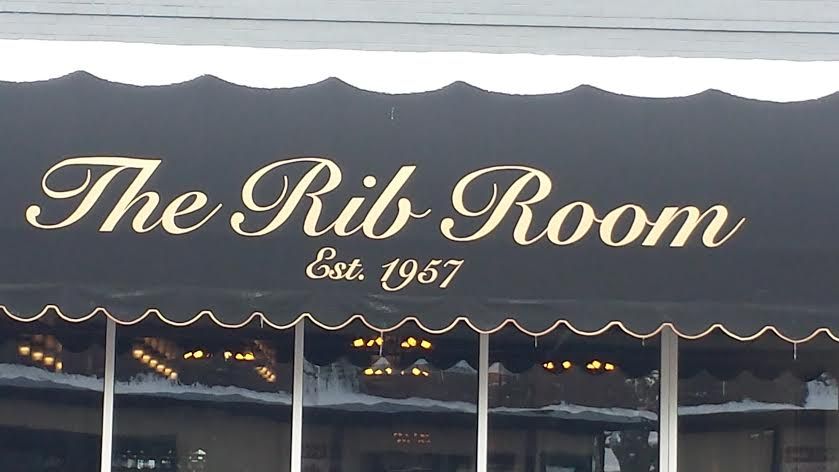 The Rib Room
Est. 1957